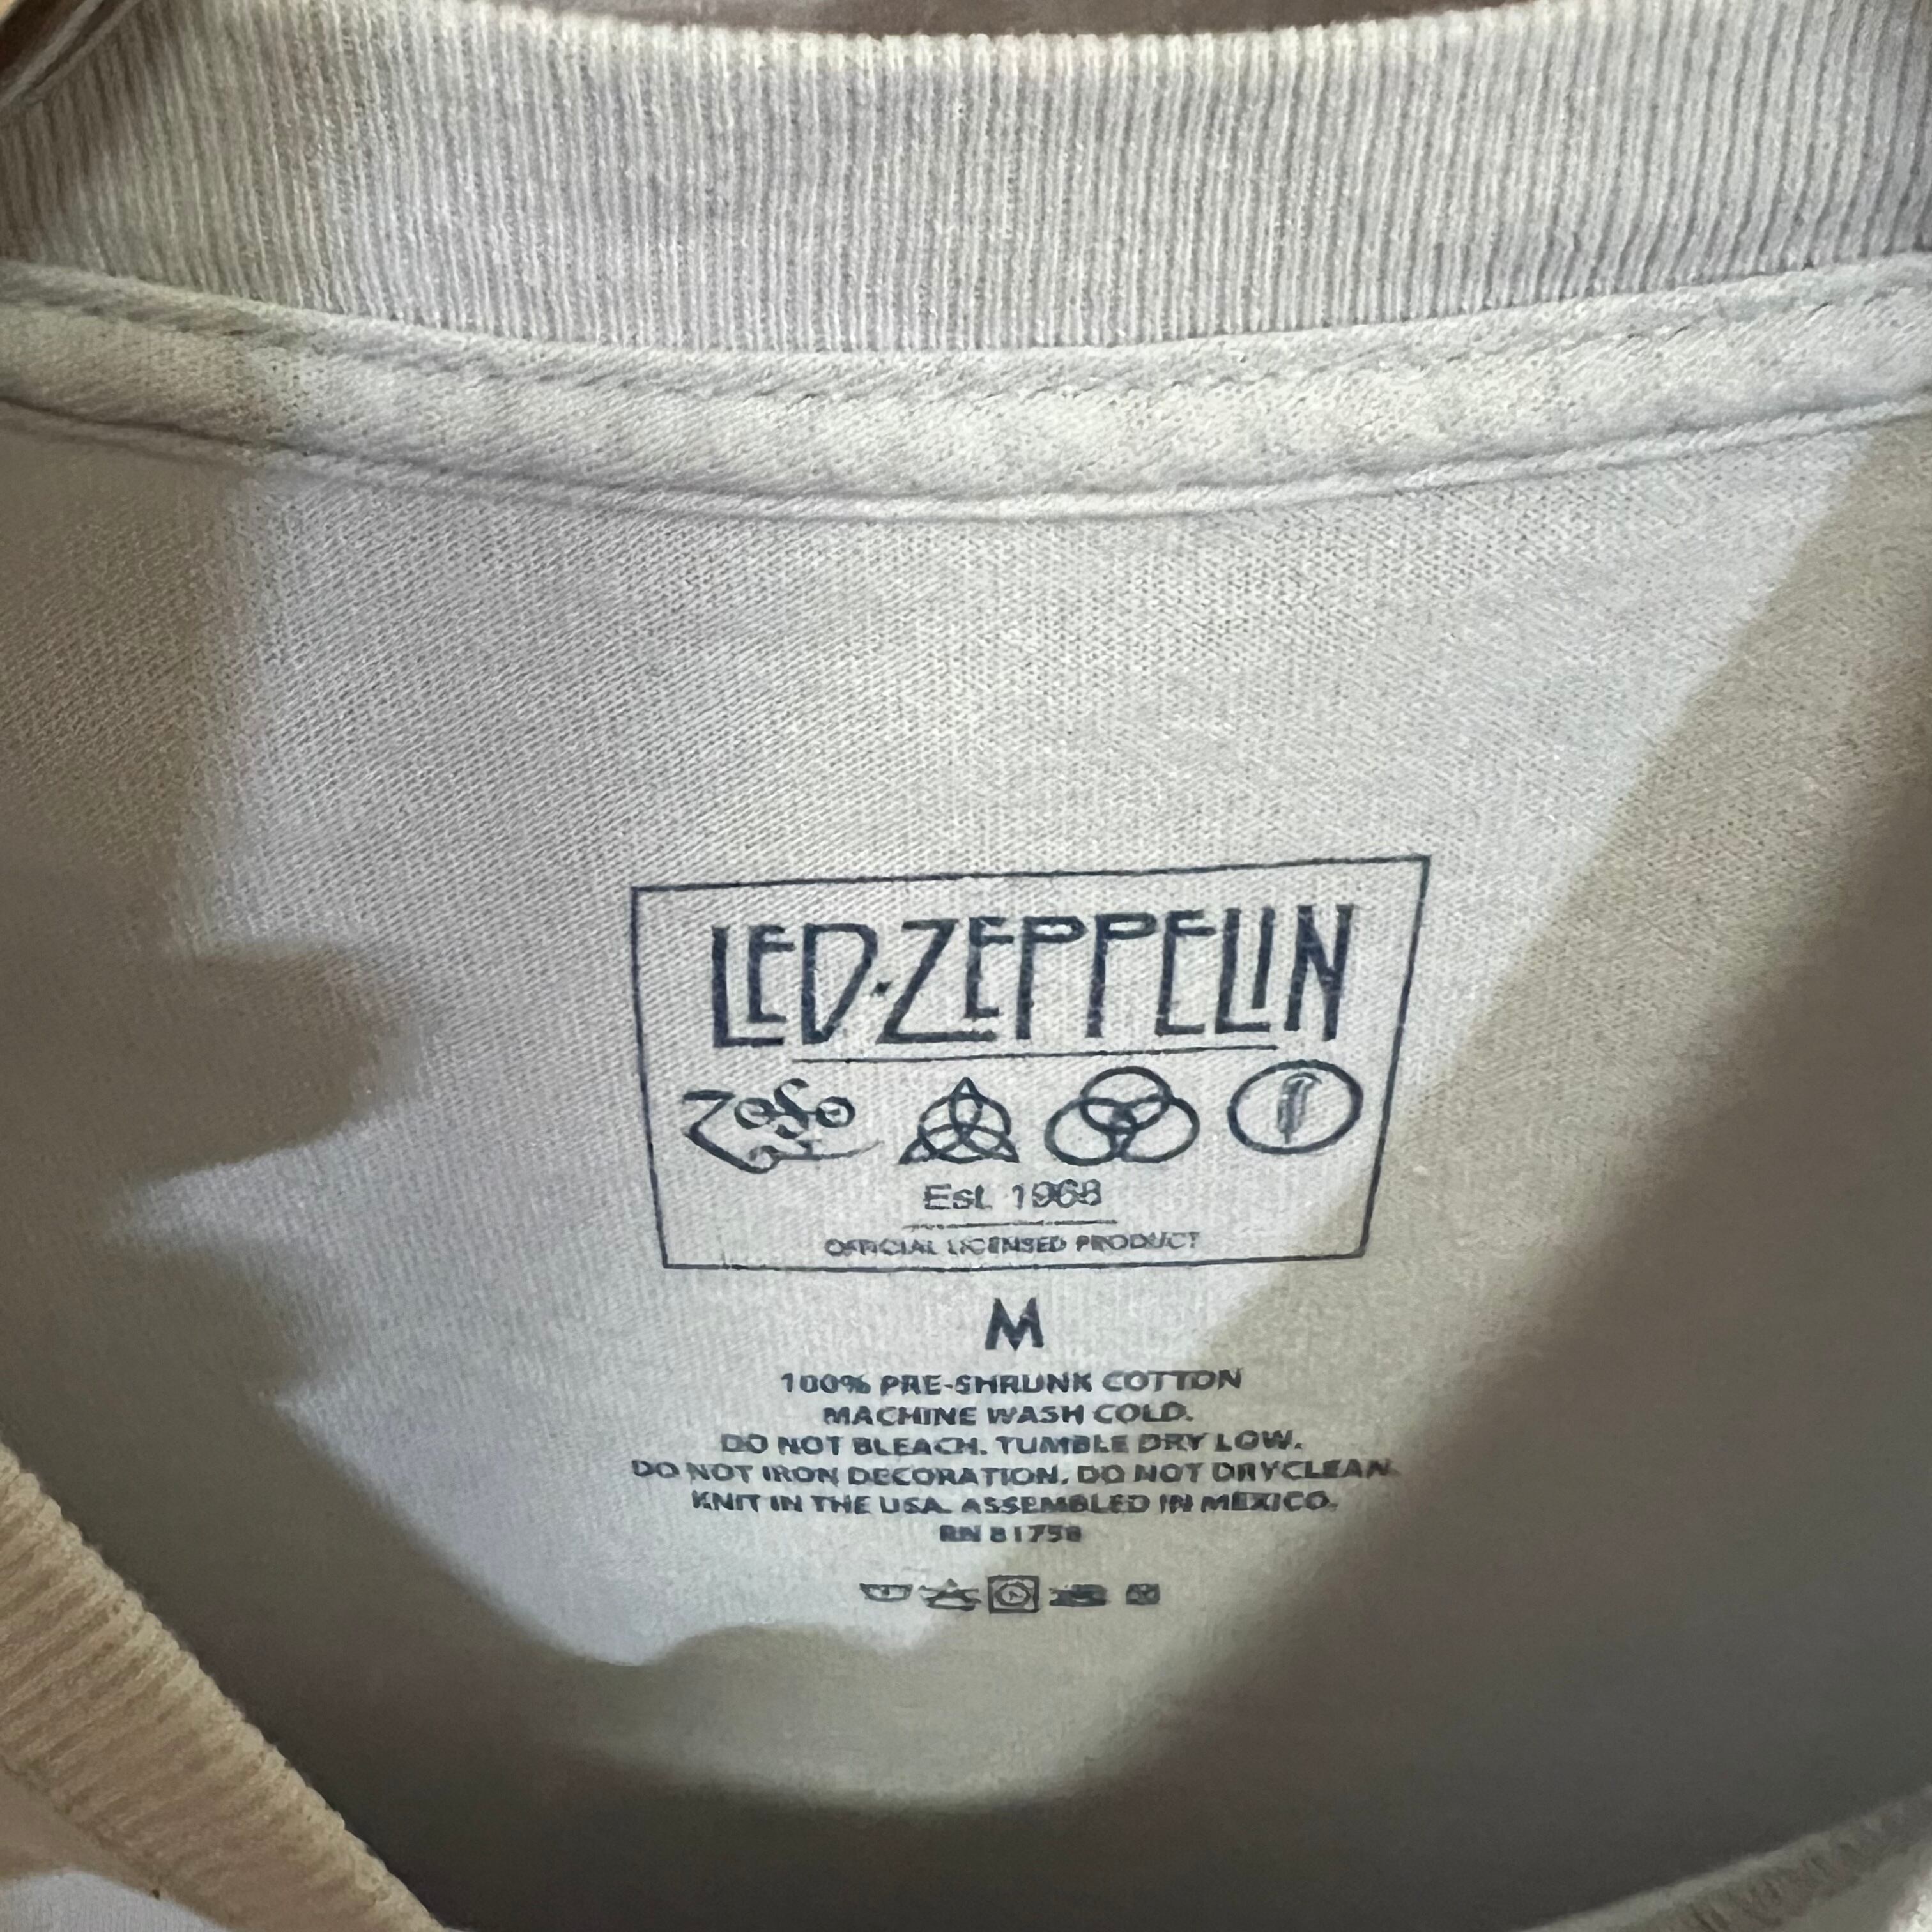 LED·ZEPPELIN
ZoSo
Est. 1968
OFFICIAL LICENSED PRODUCT
M
100% PRE-SHRUNK COTTON
MACHINE WASH COLD.
DO NOT BLEACH. TUMBLE DRY LOW.
DO NOT IRON DECORATION. DO NOT DRYCLEAN.
KNIT IN THE USA. ASSEMBLED IN MEXICO.
RN 81758